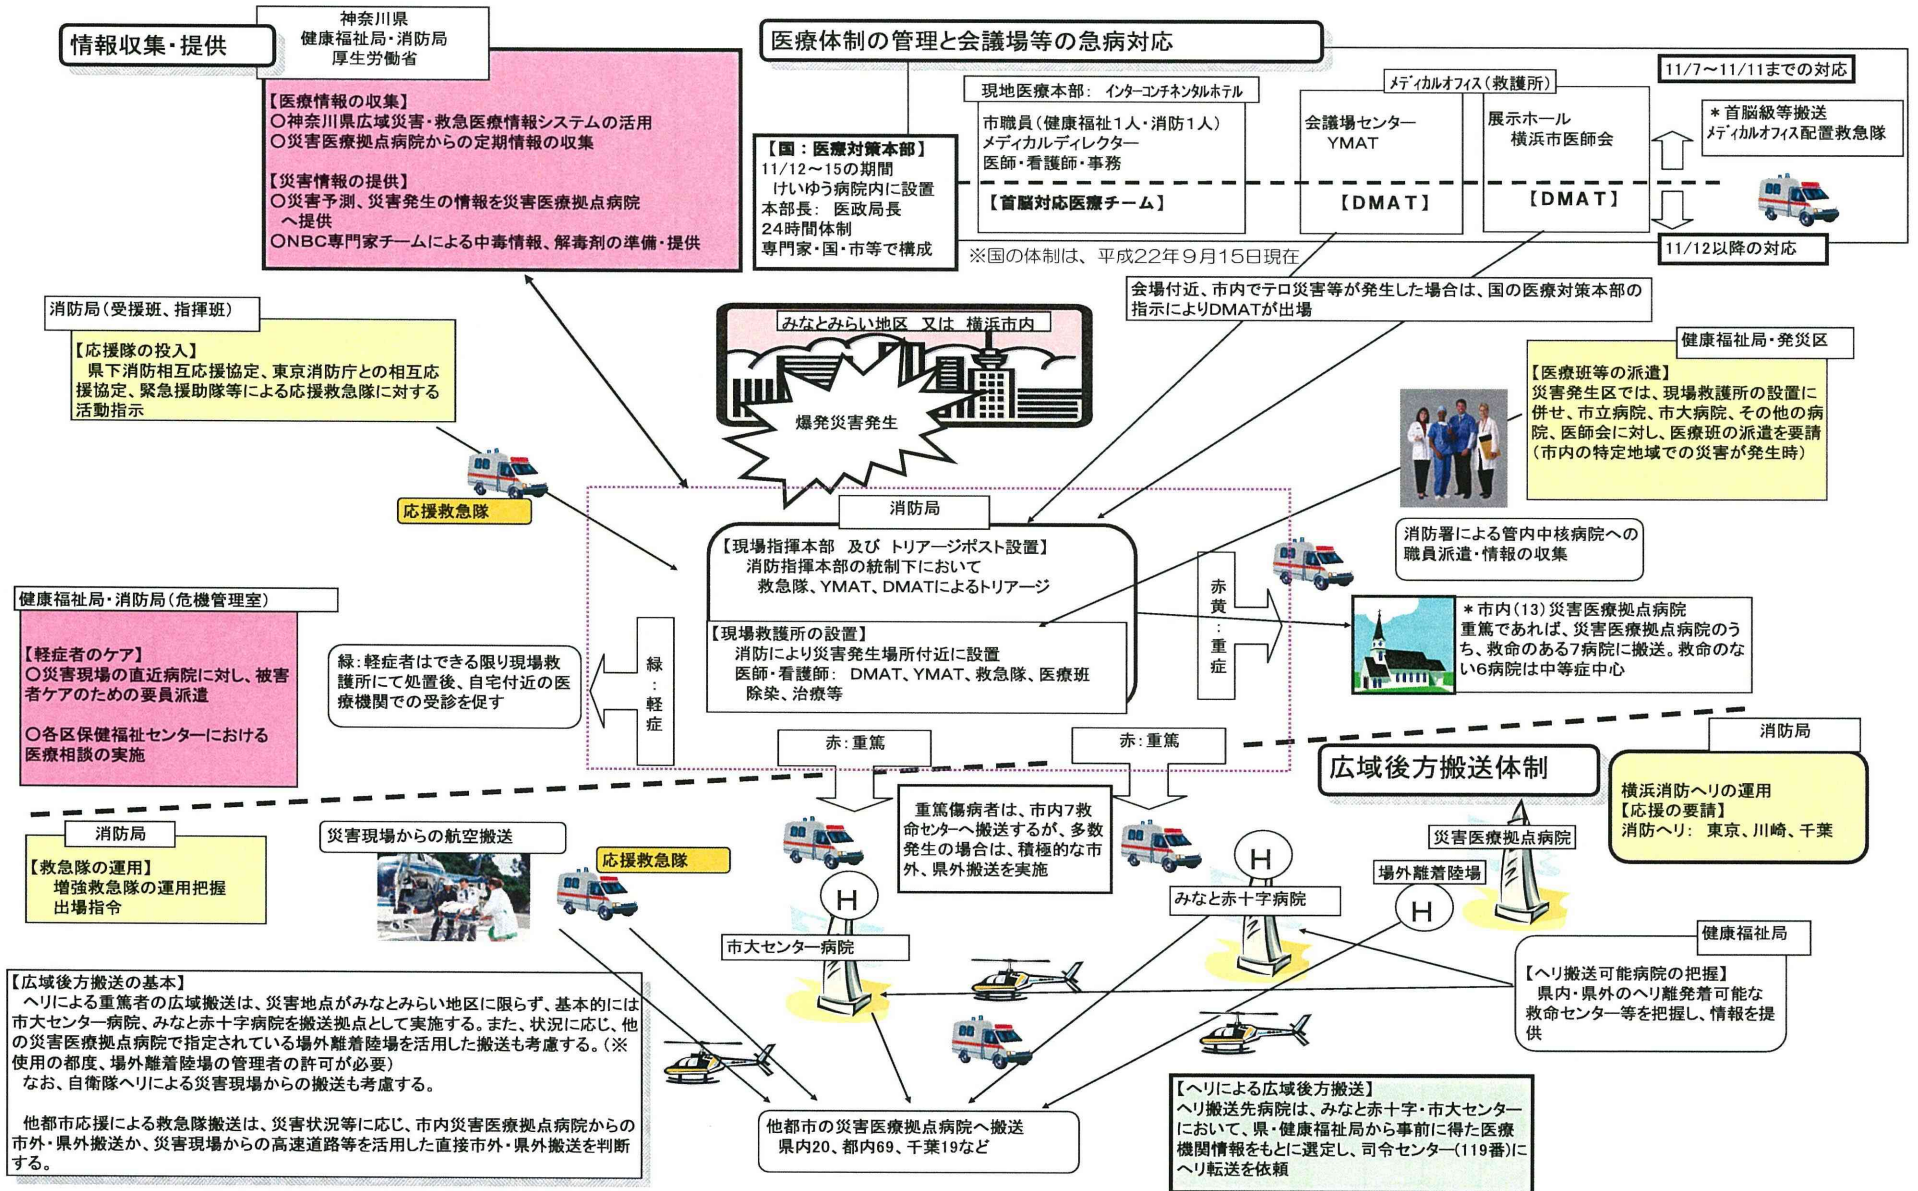 情報収集・提供
神奈川県
健康福祉局・消防局
厚生労働省
【医療情報の収集】
○神奈川県広域災害・救急医療情報システムの活用
○災害医療拠点病院からの定期情報の収集
【災害情報の提供】
○災害予測、災害発生の情報を災害医療拠点病院
へ提供
○NBC専門家チームによる中毒情報、解毒剤の準備・提供
医療体制の管理と会議場等の急病対応
【国：医療対策本部】
11/12～15の期間
けいゆう病院内に設置
本部長： 医政局長
24時間体制
専門家・国・市等で構成
現地医療本部： インターコンチネンタルホテル
市職員（健康福祉1人・消防1人）
メディカルディレクター
医師・看護師・事務
【首脳対応医療チーム】
メディカルオフィス（救護所）
会議場センター
YMAT
【DMAT】
展示ホール
横浜市医師会
【DMAT】
11/7～11/11までの対応
＊首脳級等搬送
メディカルオフィス配置救急隊
11/12以降の対応
※国の体制は、平成22年9月15日現在
会場付近、市内でテロ災害等が発生した場合は、国の医療対策本部の
指示によりDMATが出場
消防局（受援班、指揮班）
【応援隊の投入】
県下消防相互応援協定、東京消防庁との相互応
援協定、緊急援助隊等による応援救急隊に対する
活動指示
応援救急隊
みなとみらい地区 又は 横浜市内
爆発災害発生
健康福祉局・発災区
【医療班等の派遣】
災害発生区では、現場救護所の設置に
併せ、市立病院、市大病院、その他の病
院、医師会に対し、医療班の派遣を要請
（市内の特定地域での災害が発生時）
消防局
【現場指揮本部 及び トリアージポスト設置】
消防指揮本部の統制下において
救急隊、YMAT、DMATによるトリアージ
【現場救護所の設置】
消防により災害発生場所付近に設置
医師・看護師： DMAT、YMAT、救急隊、医療班
除染、治療等
消防署による管内中核病院への
職員派遣・情報の収集
赤黄：重症
＊市内（13）災害医療拠点病院
重篤であれば、災害医療拠点病院のう
ち、救命のある7病院に搬送。救命のな
い6病院は中等症中心
健康福祉局・消防局（危機管理室）
【軽症者のケア】
○災害現場の直近病院に対し、被害
者ケアのための要員派遣
○各区保健福祉センターにおける
医療相談の実施
緑：軽症者はできる限り現場救
護所にて処置後、自宅付近の医
療機関での受診を促す
緑：軽症
赤：重篤
赤：重篤
広域後方搬送体制
消防局
横浜消防ヘリの運用
【応援の要請】
消防ヘリ： 東京、川崎、千葉
消防局
【救急隊の運用】
増強救急隊の運用把握
出場指令
災害現場からの航空搬送
応援救急隊
重篤傷病者は、市内7救
命センターへ搬送するが、多数
発生の場合は、積極的な市
外、県外搬送を実施
H
市大センター病院
H
みなと赤十字病院
災害医療拠点病院
場外離着陸場
H
健康福祉局
【ヘリ搬送可能病院の把握】
県内・県外のヘリ離発着可能な
救命センター等を把握し、情報を提
供
【広域後方搬送の基本】
ヘリによる重篤者の広域搬送は、災害地点がみなとみらい地区に限らず、基本的には
市大センター病院、みなと赤十字病院を搬送拠点として実施する。また、状況に応じ、他
の災害医療拠点病院で指定されている場外離着陸場を活用した搬送も考慮する。（※
使用の都度、場外離着陸場の管理者の許可が必要）
なお、自衛隊ヘリによる災害現場からの搬送も考慮する。
他都市応援による救急隊搬送は、災害状況等に応じ、市内災害医療拠点病院からの
市外・県外搬送か、災害現場からの高速道路等を活用した直接市外・県外搬送を判断
する。
他都市の災害医療拠点病院へ搬送
県内20、都内69、千葉19など
【ヘリによる広域後方搬送】
ヘリ搬送先病院は、みなと赤十字・市大センター
において、県・健康福祉局から事前に得た医療
機関情報をもとに選定し、司令センター(119番)に
ヘリ転送を依頼